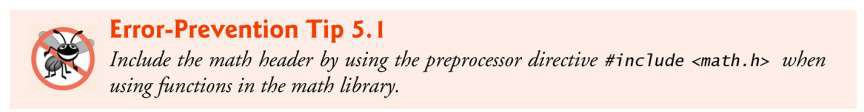 Error-Prevention Tip 5.1
Include the math header by using the preprocessor directive #include <math.h> when
using functions in the math library.